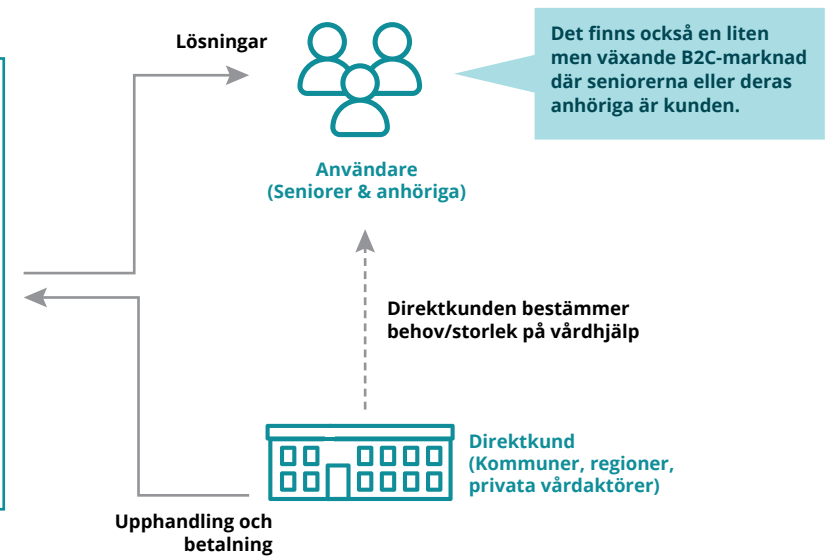 Lösningar
Det finns också en liten
men växande B2C-marknad
där seniorerna eller deras
anhöriga är kunden.
Användare
(Seniorer & anhöriga)
Direktkunden bestämmer
behov/storlek på vårdhjälp
Direktkund
(Kommuner, regioner,
privata vårdaktörer)
Upphandling och
betalning